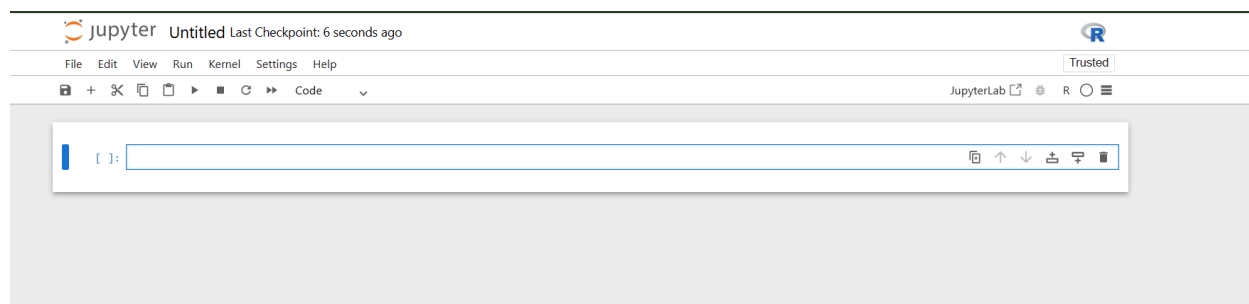 jupyter Untitled Last Checkpoint: 6 seconds ago
R
File Edit View Run Kernel Settings Help Trusted
Code JupyterLab R
[ ]: